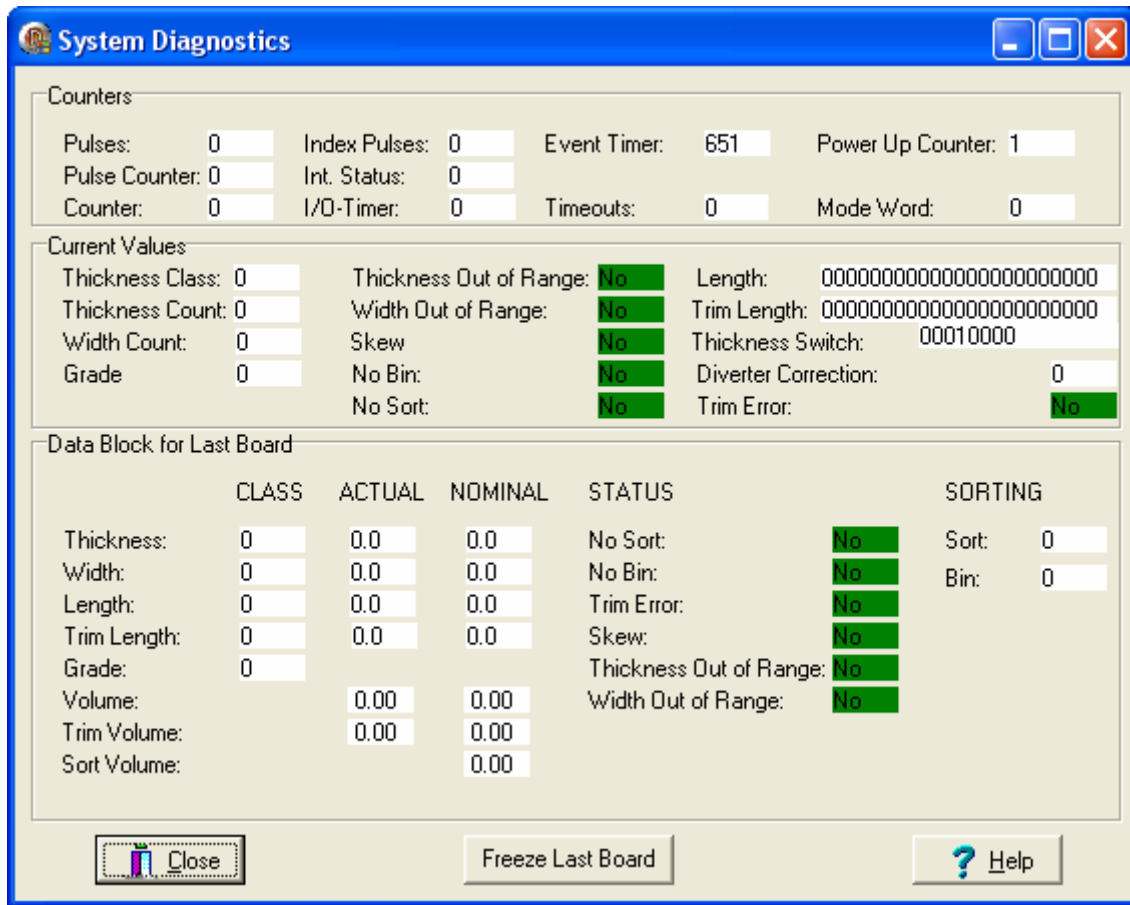 System Diagnostics
Counters
Pulses: 0 Index Pulses: 0 Event Timer: 651 Power Up Counter: 1
Pulse Counter: 0 Int. Status: 0
Counter: 0 I/O-Timer: 0 Timeouts: 0 Mode Word: 0
Current Values
Thickness Class: 0 Thickness Out of Range: No Length: 000000000000000000000000
Thickness Count: 0 Width Out of Range: No Trim Length: 000000000000000000000000
Width Count: 0 Skew No Thickness Switch: 00010000
Grade 0 No Bin: No Diverter Correction: 0
No Sort: No Trim Error: No
Data Block for Last Board
CLASS ACTUAL NOMINAL STATUS SORTING
Thickness: 0 0.0 0.0 No Sort: No Sort: 0
Width: 0 0.0 0.0 No Bin: No Bin: 0
Length: 0 0.0 0.0 Trim Error: No
Trim Length: 0 0.0 0.0 Skew: No
Grade: 0 Thickness Out of Range: No
Volume: 0.00 0.00 Width Out of Range: No
Trim Volume: 0.00 0.00
Sort Volume: 0.00
Close Freeze Last Board ? Help